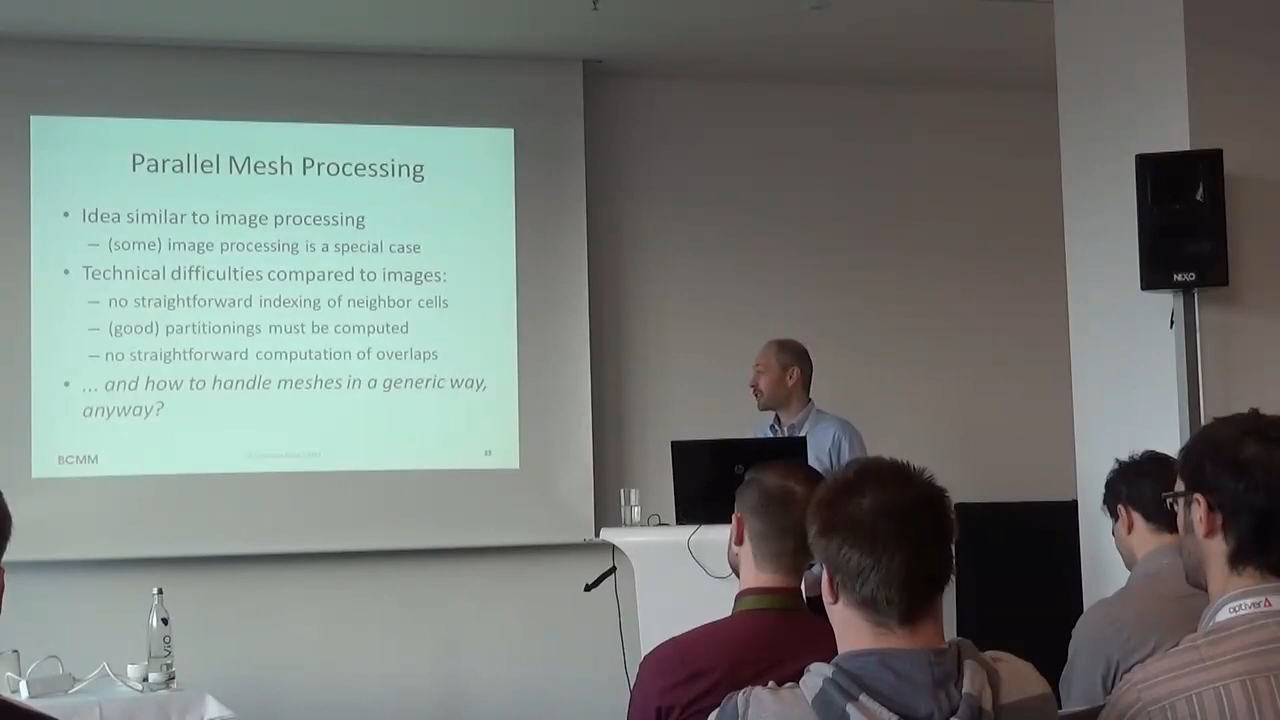 Parallel Mesh Processing
• Idea similar to image processing
– (some) image processing is a special case
• Technical difficulties compared to images:
– no straightforward indexing of neighbor cells
– (good) partitionings must be computed
– no straightforward computation of overlaps
• ... and how to handle meshes in a generic way,
anyway?
BCMM
NEXO
optiver